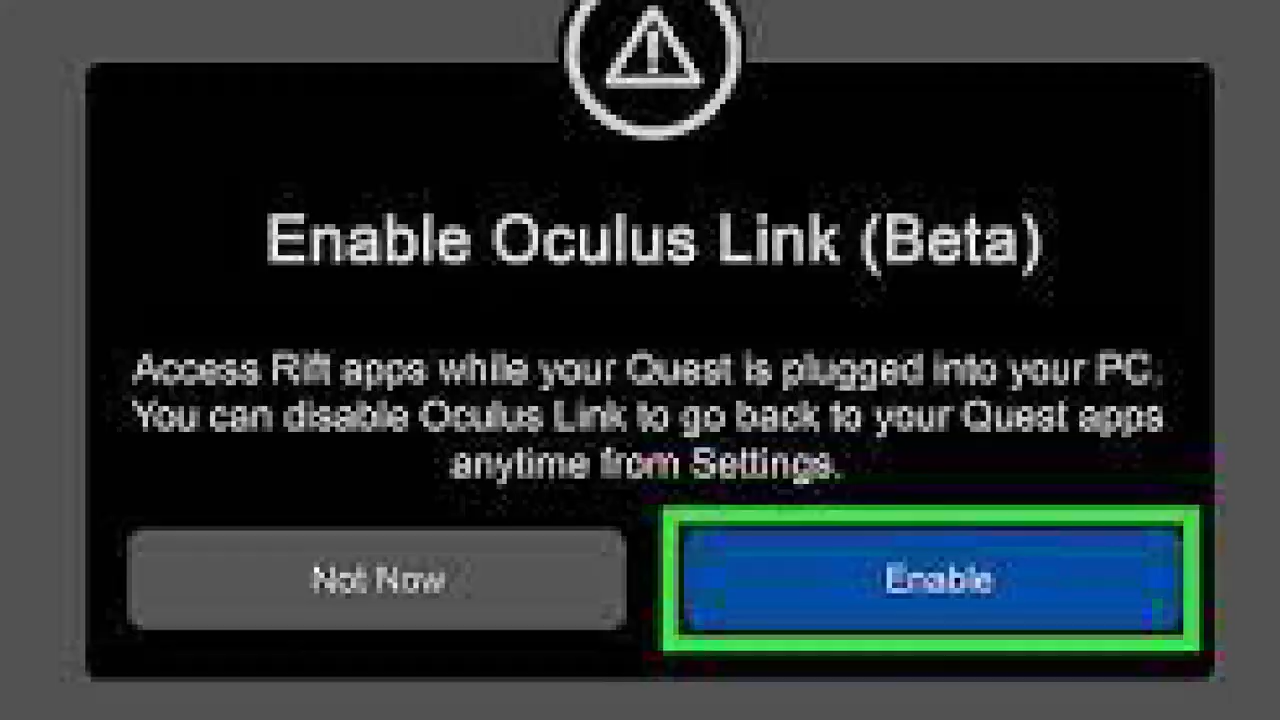 Enable Oculus Link (Beta)
Access Rift apps while your Quest is plugged into your PC.
You can disable Oculus Link to go back to your Quest apps
anytime from Settings.
Not Now
Enable